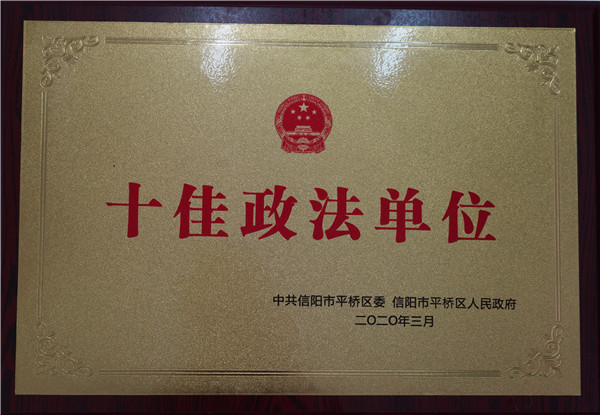 十佳政法单位
中共信阳市平桥区委 信阳市平桥区人民政府
二〇二〇年三月